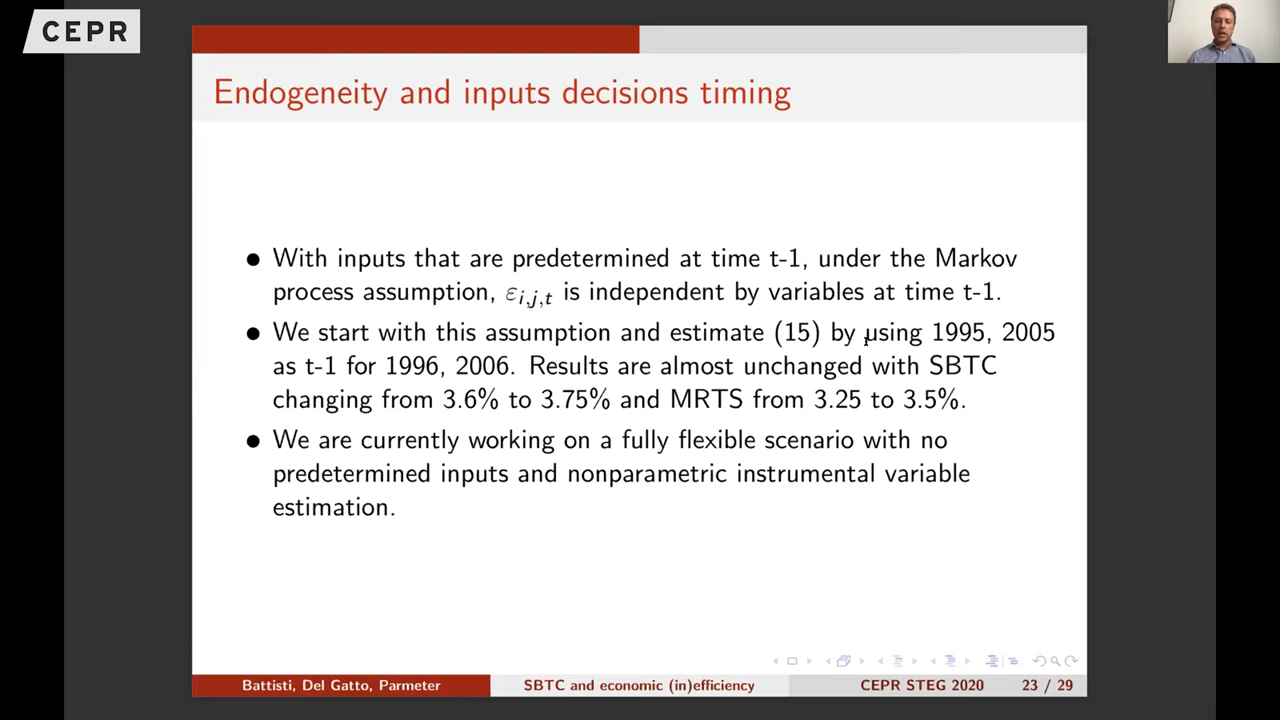 CEPR
Endogeneity and inputs decisions timing
● With inputs that are predetermined at time t-1, under the Markov
process assumption, εi,j,t is independent by variables at time t-1.
● We start with this assumption and estimate (15) by using 1995, 2005
as t-1 for 1996, 2006. Results are almost unchanged with SBTC
changing from 3.6% to 3.75% and MRTS from 3.25 to 3.5%.
● We are currently working on a fully flexible scenario with no
predetermined inputs and nonparametric instrumental variable
estimation.
Battisti, Del Gatto, Parmeter SBTC and economic (in)efficiency CEPR STEG 2020 23 / 29